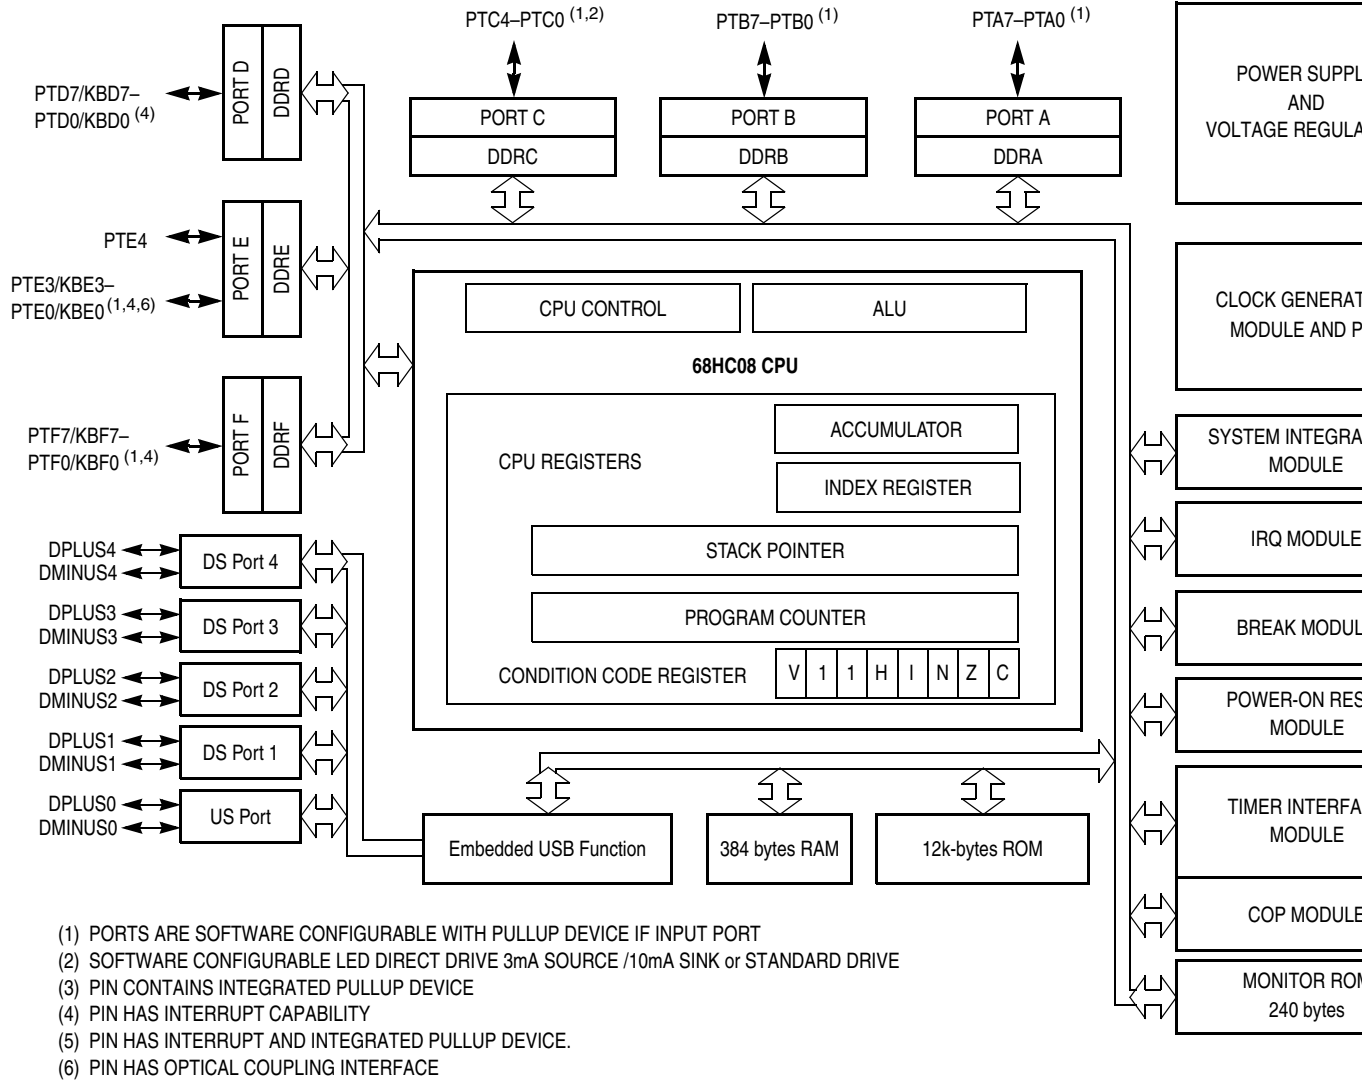 PTC4–PTC0 (1,2)
PTB7–PTB0 (1)
PTA7–PTA0 (1)
PORT C
DDRC
PORT B
DDRB
PORT A
DDRA
PTD7/KBD7–
PTD0/KBD0 (4)
PORT D
DDRD
PTE4
PTE3/KBE3–
PTE0/KBE0 (1,4,6)
PORT E
DDRE
PTF7/KBF7–
PTF0/KBF0 (1,4)
PORT F
DDRF
CPU CONTROL
ALU
68HC08 CPU
CPU REGISTERS
ACCUMULATOR
INDEX REGISTER
STACK POINTER
PROGRAM COUNTER
CONDITION CODE REGISTER
V 1 1 H I N Z C
DPLUS4
DMINUS4
DS Port 4
DPLUS3
DMINUS3
DS Port 3
DPLUS2
DMINUS2
DS Port 2
DPLUS1
DMINUS1
DS Port 1
DPLUS0
DMINUS0
US Port
Embedded USB Function
384 bytes RAM
12k-bytes ROM
POWER SUPPL
AND
VOLTAGE REGULA
CLOCK GENERAT
MODULE AND P
SYSTEM INTEGRA
MODULE
IRQ MODULE
BREAK MODUL
POWER-ON RES
MODULE
TIMER INTERFA
MODULE
COP MODULE
MONITOR ROM
240 bytes
(1) PORTS ARE SOFTWARE CONFIGURABLE WITH PULLUP DEVICE IF INPUT PORT
(2) SOFTWARE CONFIGURABLE LED DIRECT DRIVE 3mA SOURCE /10mA SINK or STANDARD DRIVE
(3) PIN CONTAINS INTEGRATED PULLUP DEVICE
(4) PIN HAS INTERRUPT CAPABILITY
(5) PIN HAS INTERRUPT AND INTEGRATED PULLUP DEVICE.
(6) PIN HAS OPTICAL COUPLING INTERFACE